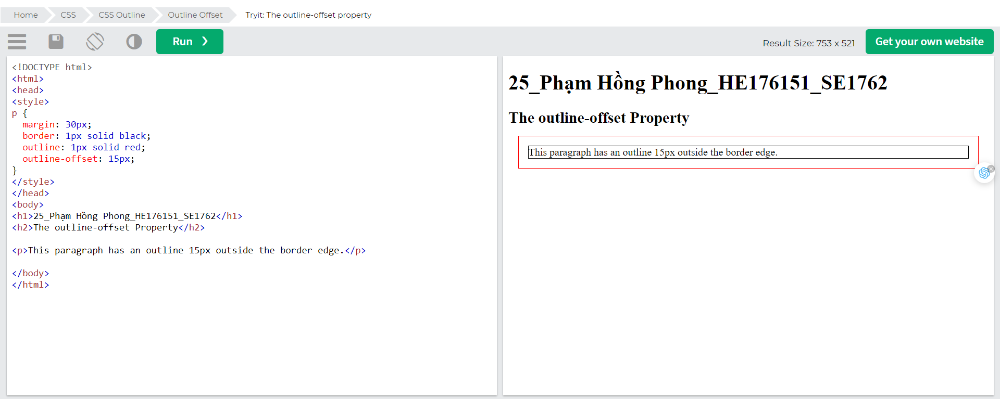 Home CSS CSS Outline Outline Offset Tryit: The outline-offset property
Run ❯ Result Size: 753 x 521 Get your own website
<!DOCTYPE html>
<html>
<head>
<style>
p {
  margin: 30px;
  border: 1px solid black;
  outline: 1px solid red;
  outline-offset: 15px;
}
</style>
</head>
<body>
<h1>25_Phạm Hồng Phong_HE176151_SE1762</h1>
<h2>The outline-offset Property</h2>

<p>This paragraph has an outline 15px outside the border edge.</p>

</body>
</html>
25_Phạm Hồng Phong_HE176151_SE1762
The outline-offset Property
This paragraph has an outline 15px outside the border edge.